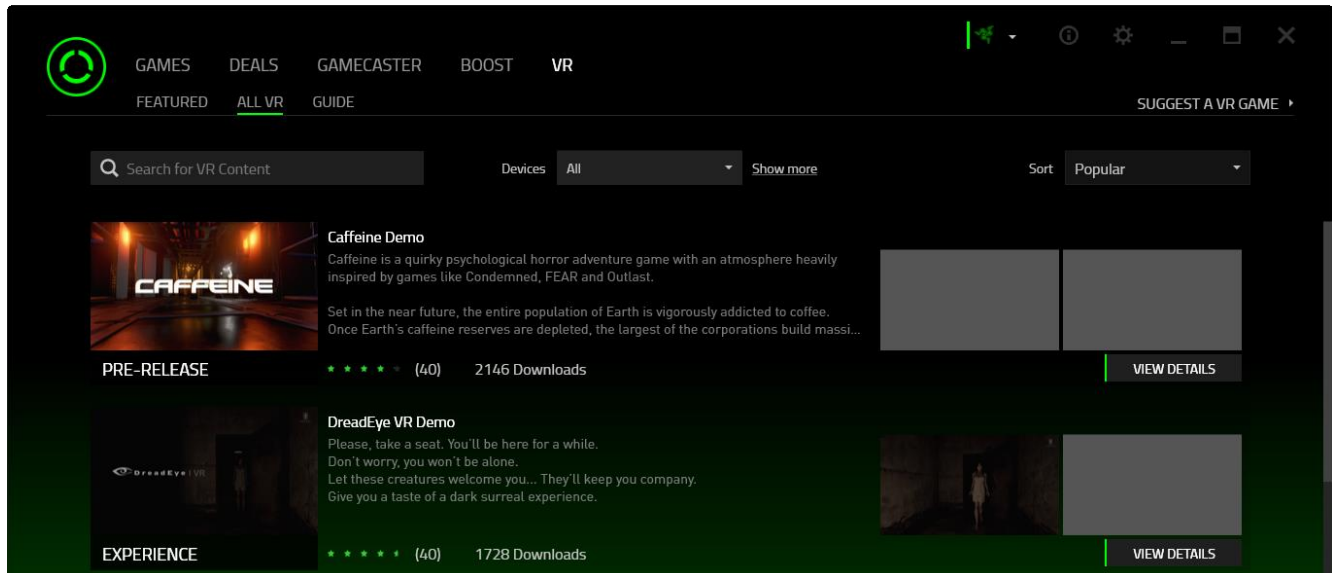 GAMES DEALS GAMECASTER BOOST VR
FEATURED ALL VR GUIDE SUGGEST A VR GAME
Search for VR Content Devices All Show more Sort Popular
CAFFEINE
PRE-RELEASE
Caffeine Demo
Caffeine is a quirky psychological horror adventure game with an atmosphere heavily
inspired by games like Condemned, FEAR and Outlast.
Set in the near future, the entire population of Earth is vigorously addicted to coffee.
Once Earth's caffeine reserves are depleted, the largest of the corporations build massi...
(40) 2146 Downloads
VIEW DETAILS
DreadEye VR
EXPERIENCE
DreadEye VR Demo
Please, take a seat. You'll be here for a while.
Don't worry, you won't be alone.
Let these creatures welcome you... They'll keep you company.
Give you a taste of a dark surreal experience.
(40) 1728 Downloads
VIEW DETAILS